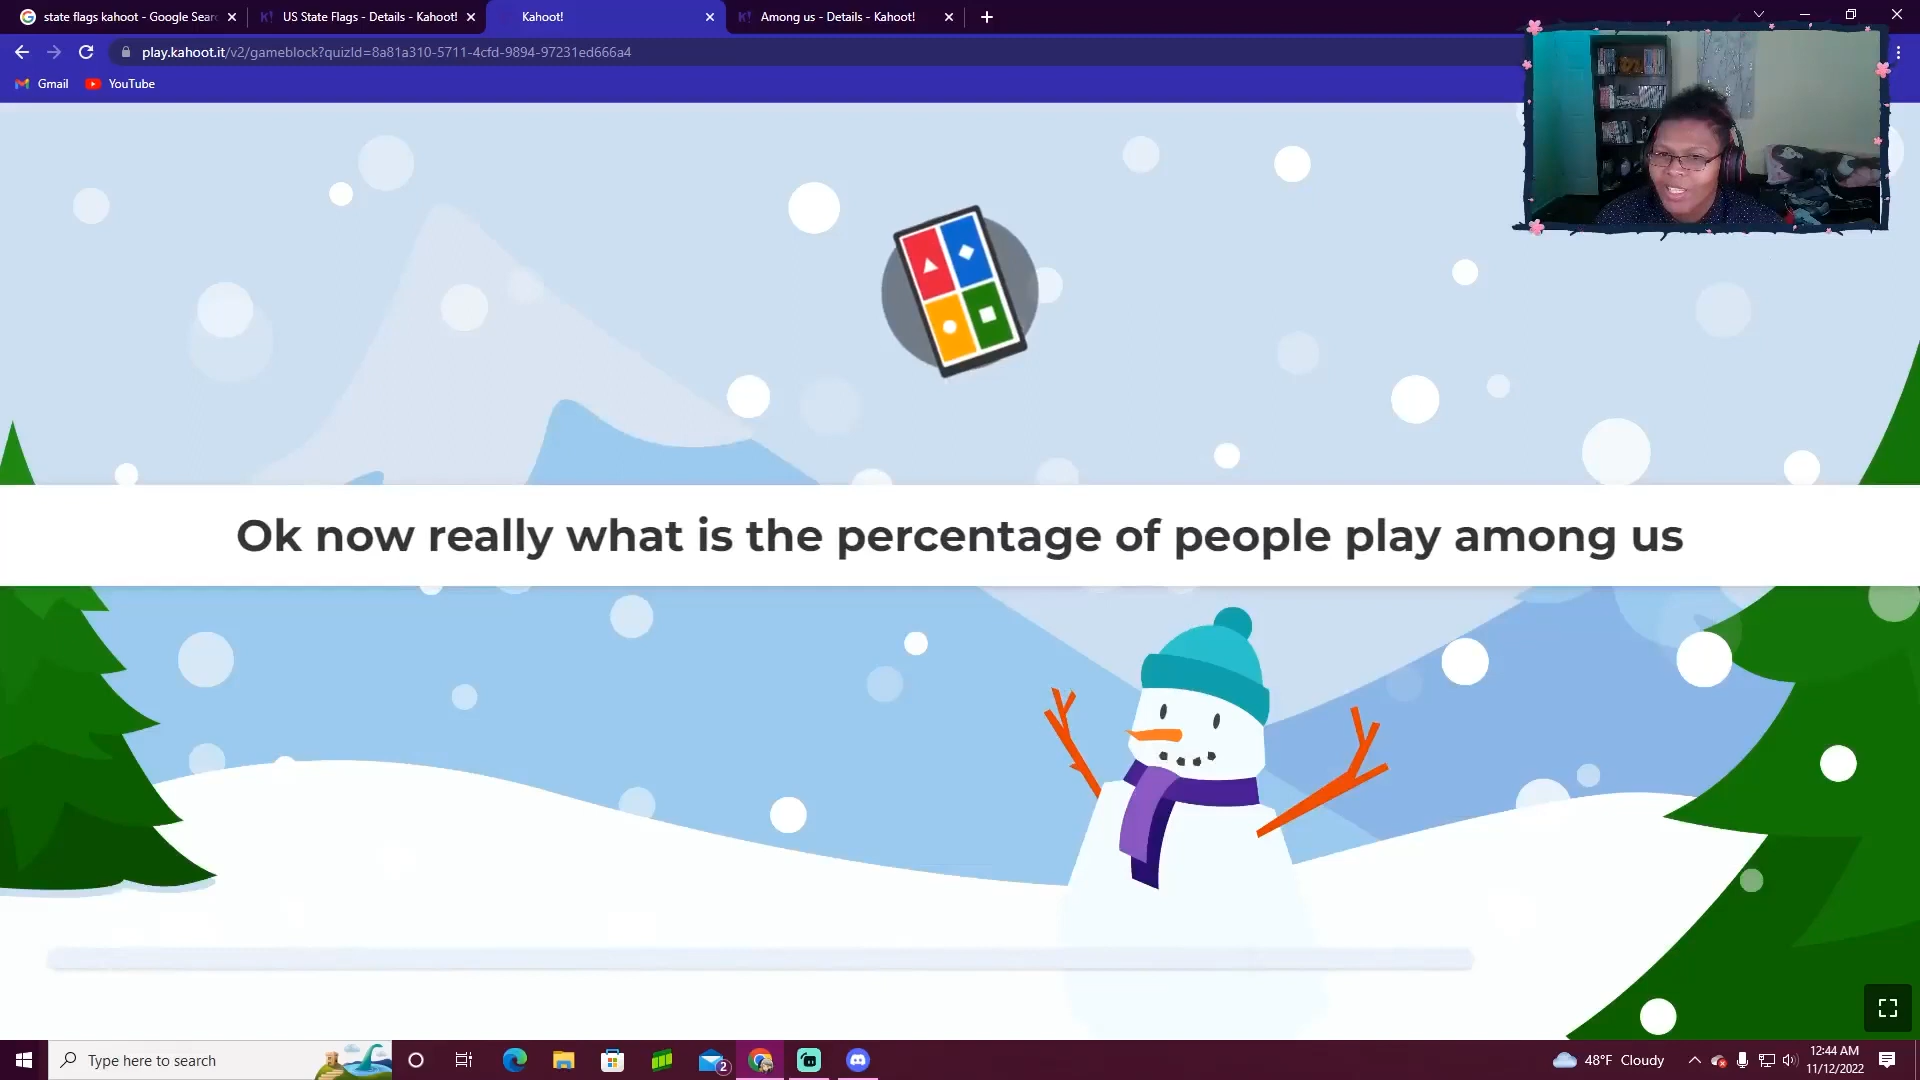 state flags kahoot - Google Sear
US State Flags - Details - Kahoot!
Kahoot!
Among us - Details - Kahoot!
play.kahoot.it/v2/gameblock?quizId=8a81a310-5711-4cfd-9894-97231ed666a4
Gmail
YouTube
Ok now really what is the percentage of people play among us
Type here to search
2
48°F Cloudy
12:44 AM
11/12/2022